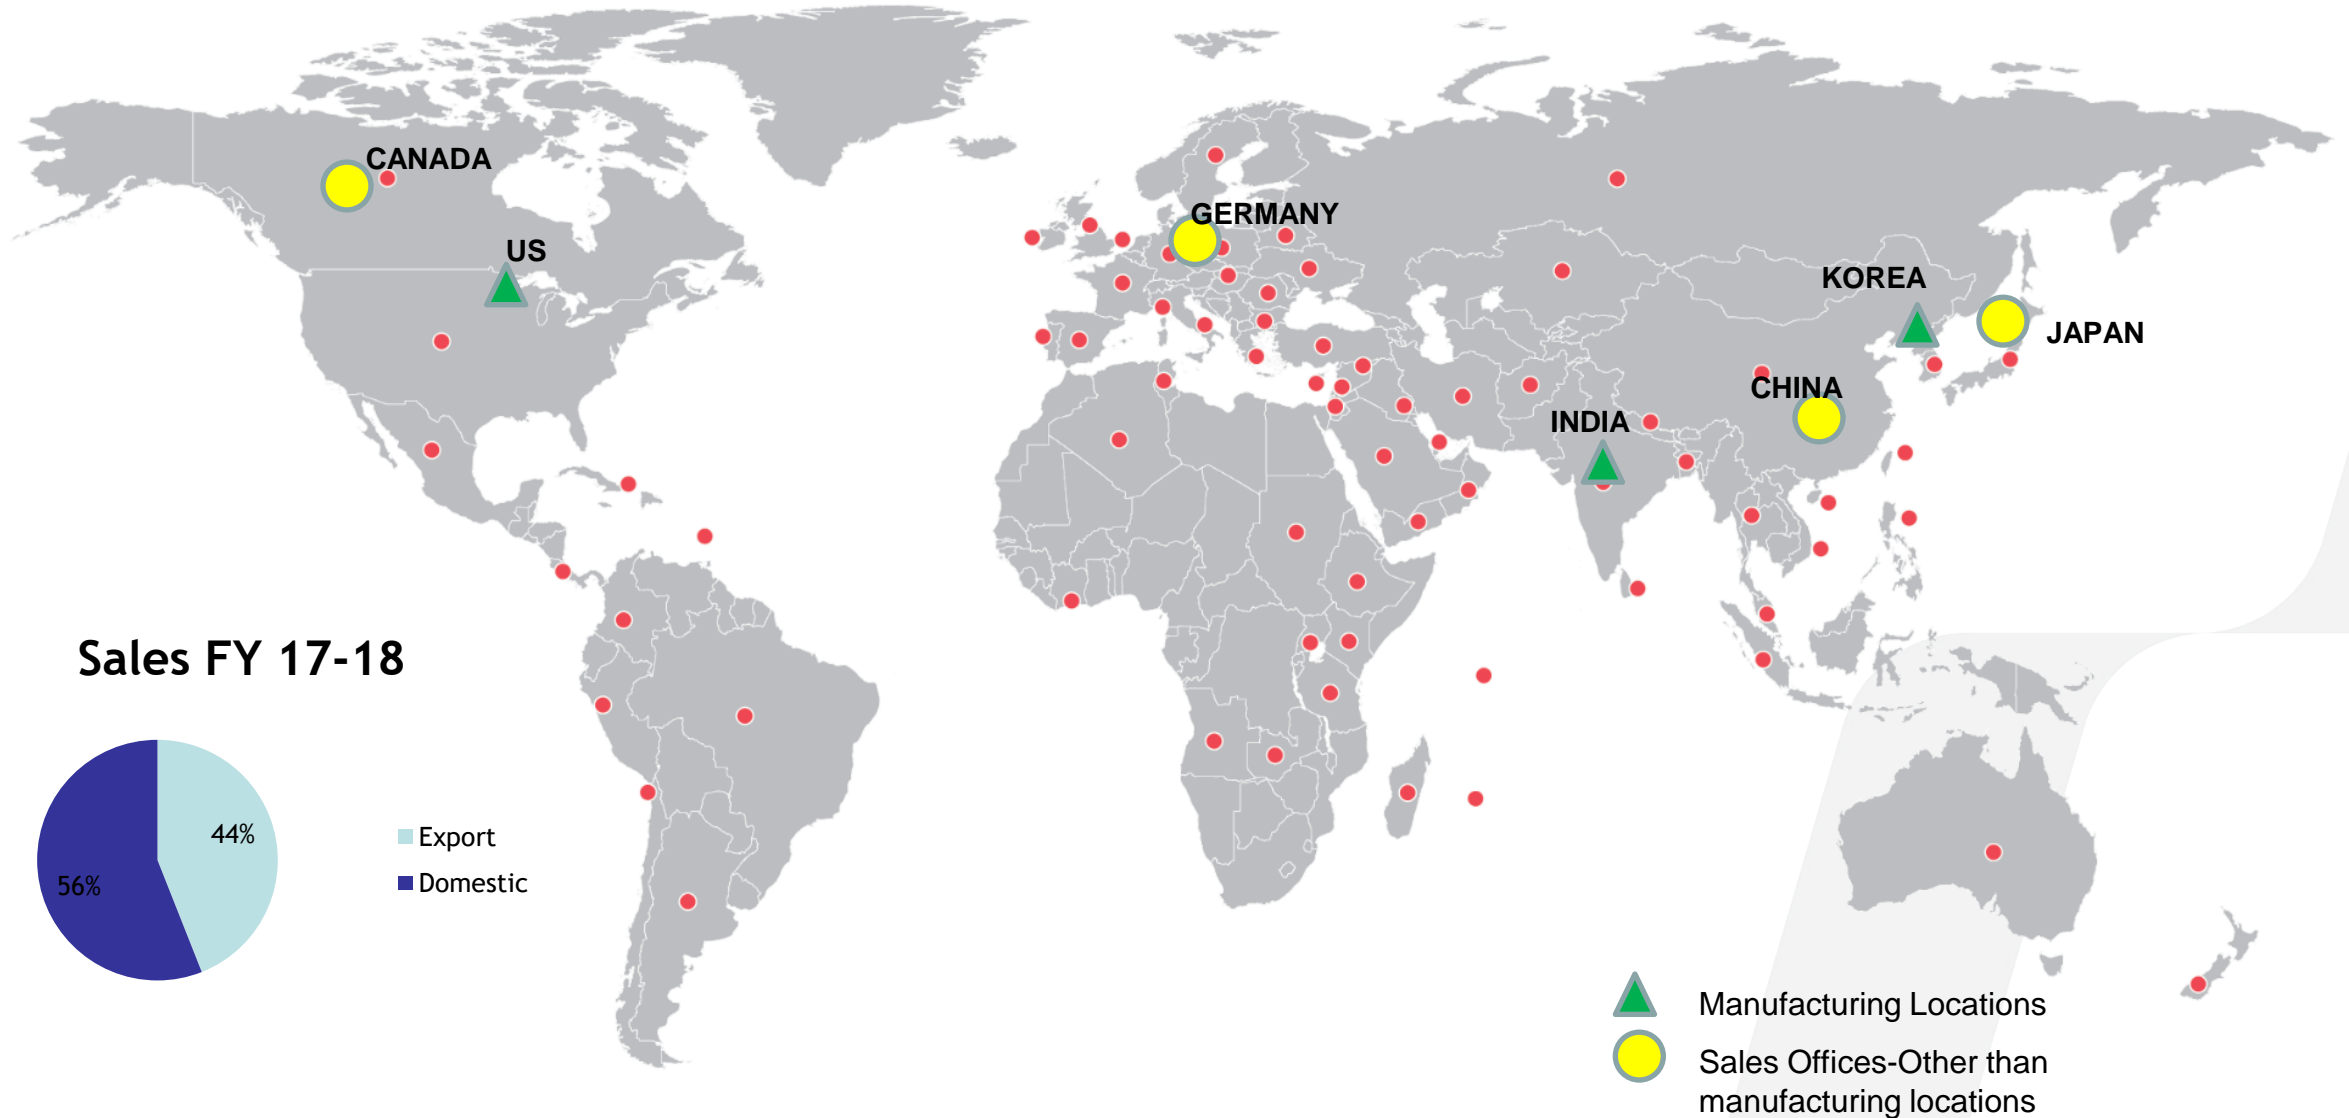 CANADA
GERMANY
US
KOREA
JAPAN
CHINA
INDIA
Sales FY 17-18
44%
56%
Export
Domestic
Manufacturing Locations
Sales Offices-Other than
manufacturing locations